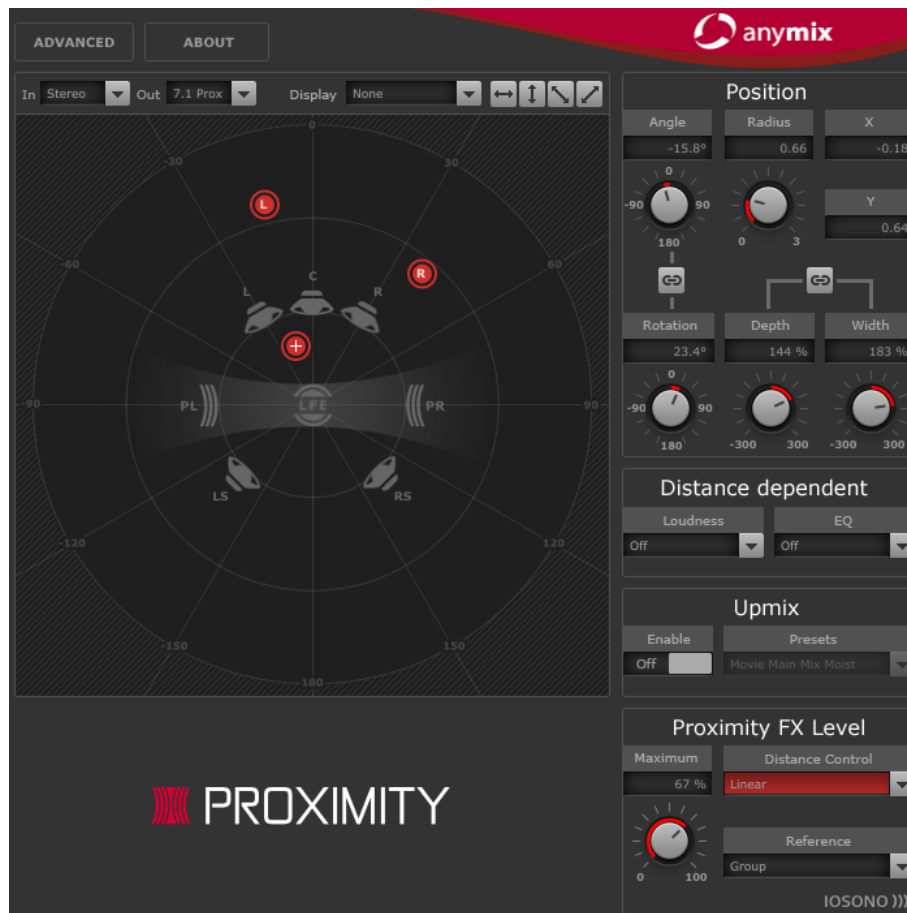 ADVANCED ABOUT
anymix
In Stereo Out 7.1 Prox Display None
0
-30 30
-60 60
-90 90
-120 120
-150 150
180
L
R
C
L R
PL LFE PR
LS RS
PROXIMITY
Position
Angle Radius X
-15.8º 0.66 -0.18
0
-90 90
180
0 3
Y
0.64
Rotation Depth Width
23.4º 144 % 183 %
0
-90 90
180
-300 300
-300 300
Distance dependent
Loudness EQ
Off Off
Upmix
Enable Presets
Off Movie Main Mix Moist
Proximity FX Level
Maximum Distance Control
67 % Linear
0 100
Reference
Group
IOSONO